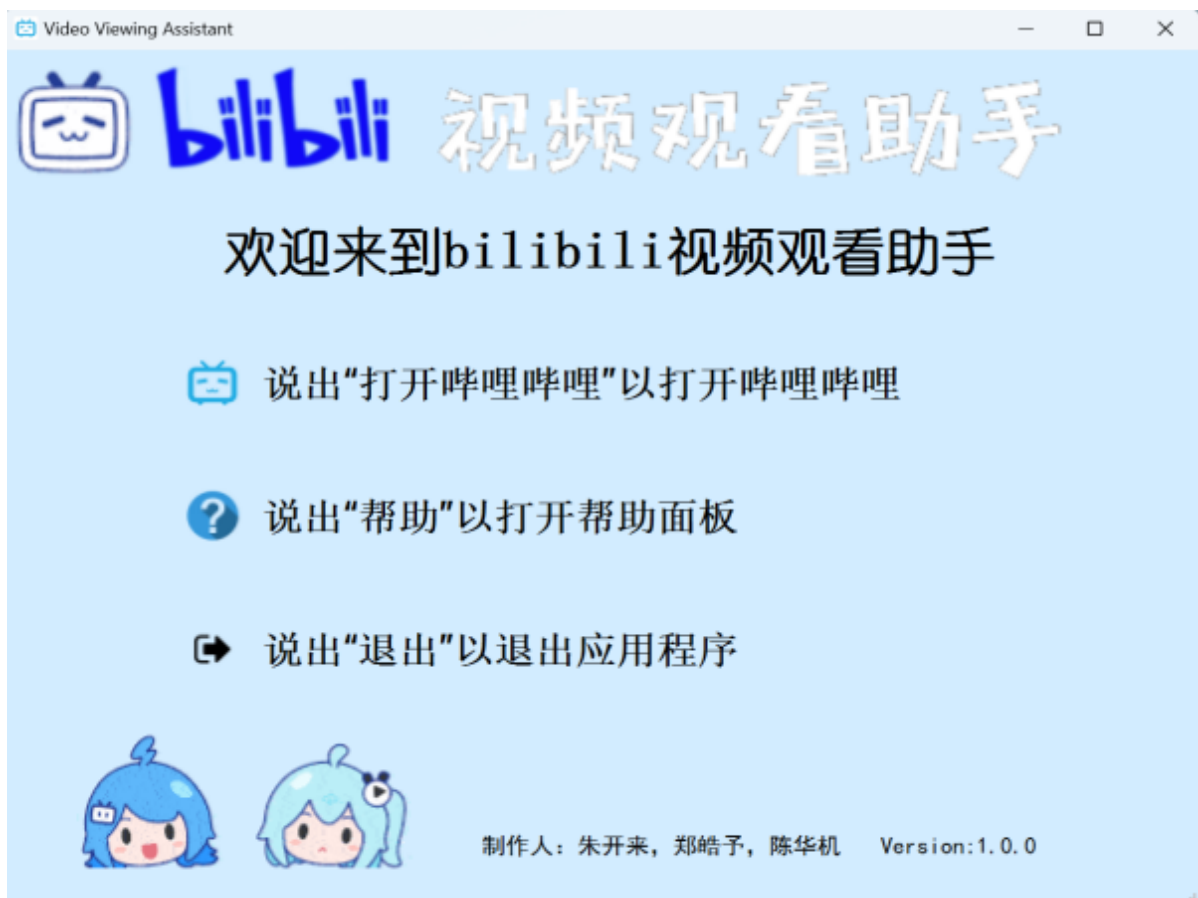 Video Viewing Assistant
bilibili 视频观看助手
欢迎来到bilibili视频观看助手
说出“打开哔哩哔哩”以打开哔哩哔哩
说出“帮助”以打开帮助面板
说出“退出”以退出应用程序
制作人：朱开来，郑皓予，陈华机 Version:1.0.0